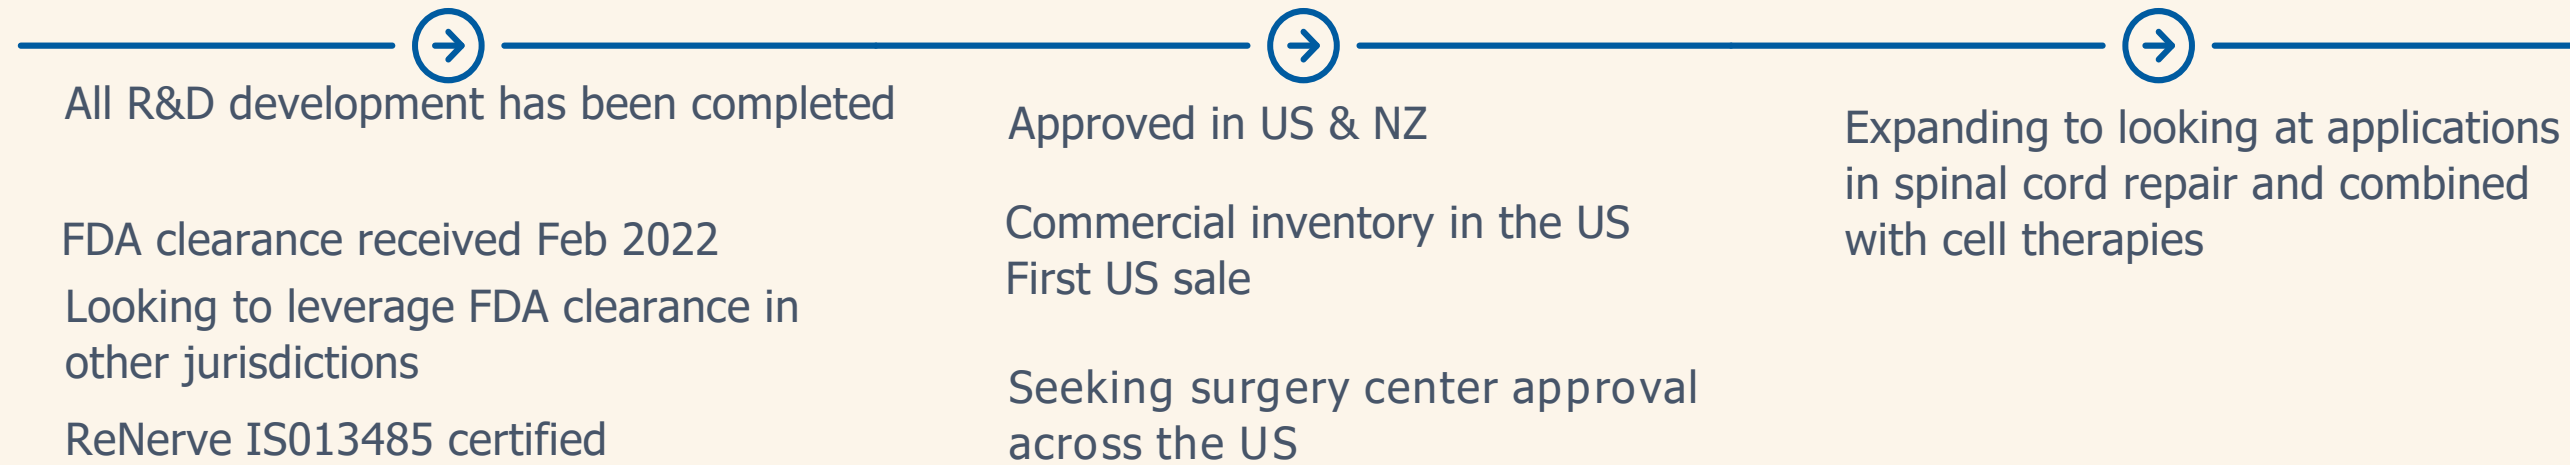 All R&D development has been completed
FDA clearance received Feb 2022
Looking to leverage FDA clearance in
other jurisdictions
ReNerve IS013485 certified
Approved in US & NZ
Commercial inventory in the US
First US sale
Seeking surgery center approval
across the US
Expanding to looking at applications
in spinal cord repair and combined
with cell therapies